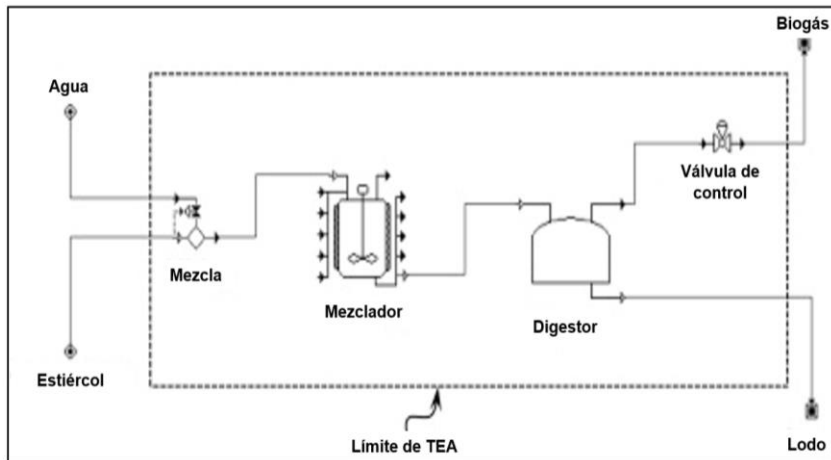 Biogás
Agua
Válvula de
control
Mezcla
Mezclador
Digestor
Estiércol
Límite de TEA
Lodo